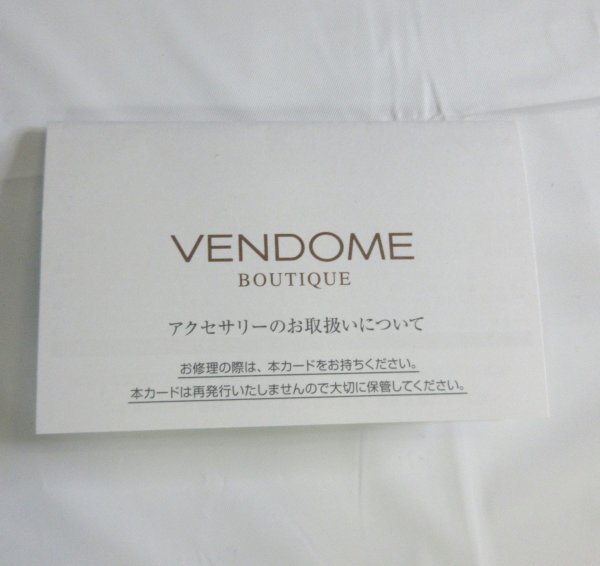 VENDOME
BOUTIQUE
アクセサリーのお取扱いについて
お修理の際は、本カードをお持ちください。
本カードは再発行いたしませんので大切に保管してください。